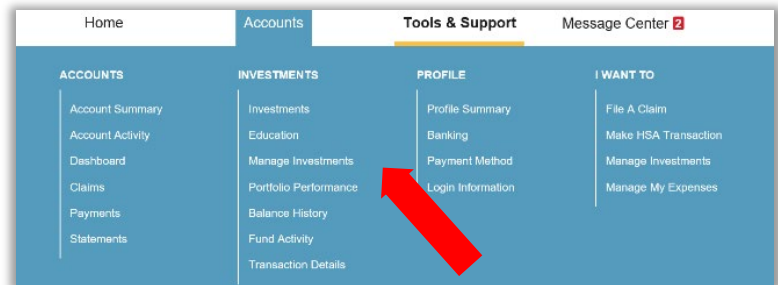 Home Accounts Tools & Support Message Center 2
ACCOUNTS
Account Summary
Account Activity
Dashboard
Claims
Payments
Statements
INVESTMENTS
Investments
Education
Manage Investments
Portfolio Performance
Balance History
Fund Activity
Transaction Details
PROFILE
Profile Summary
Banking
Payment Method
Login Information
I WANT TO
File A Claim
Make HSA Transaction
Manage Investments
Manage My Expenses